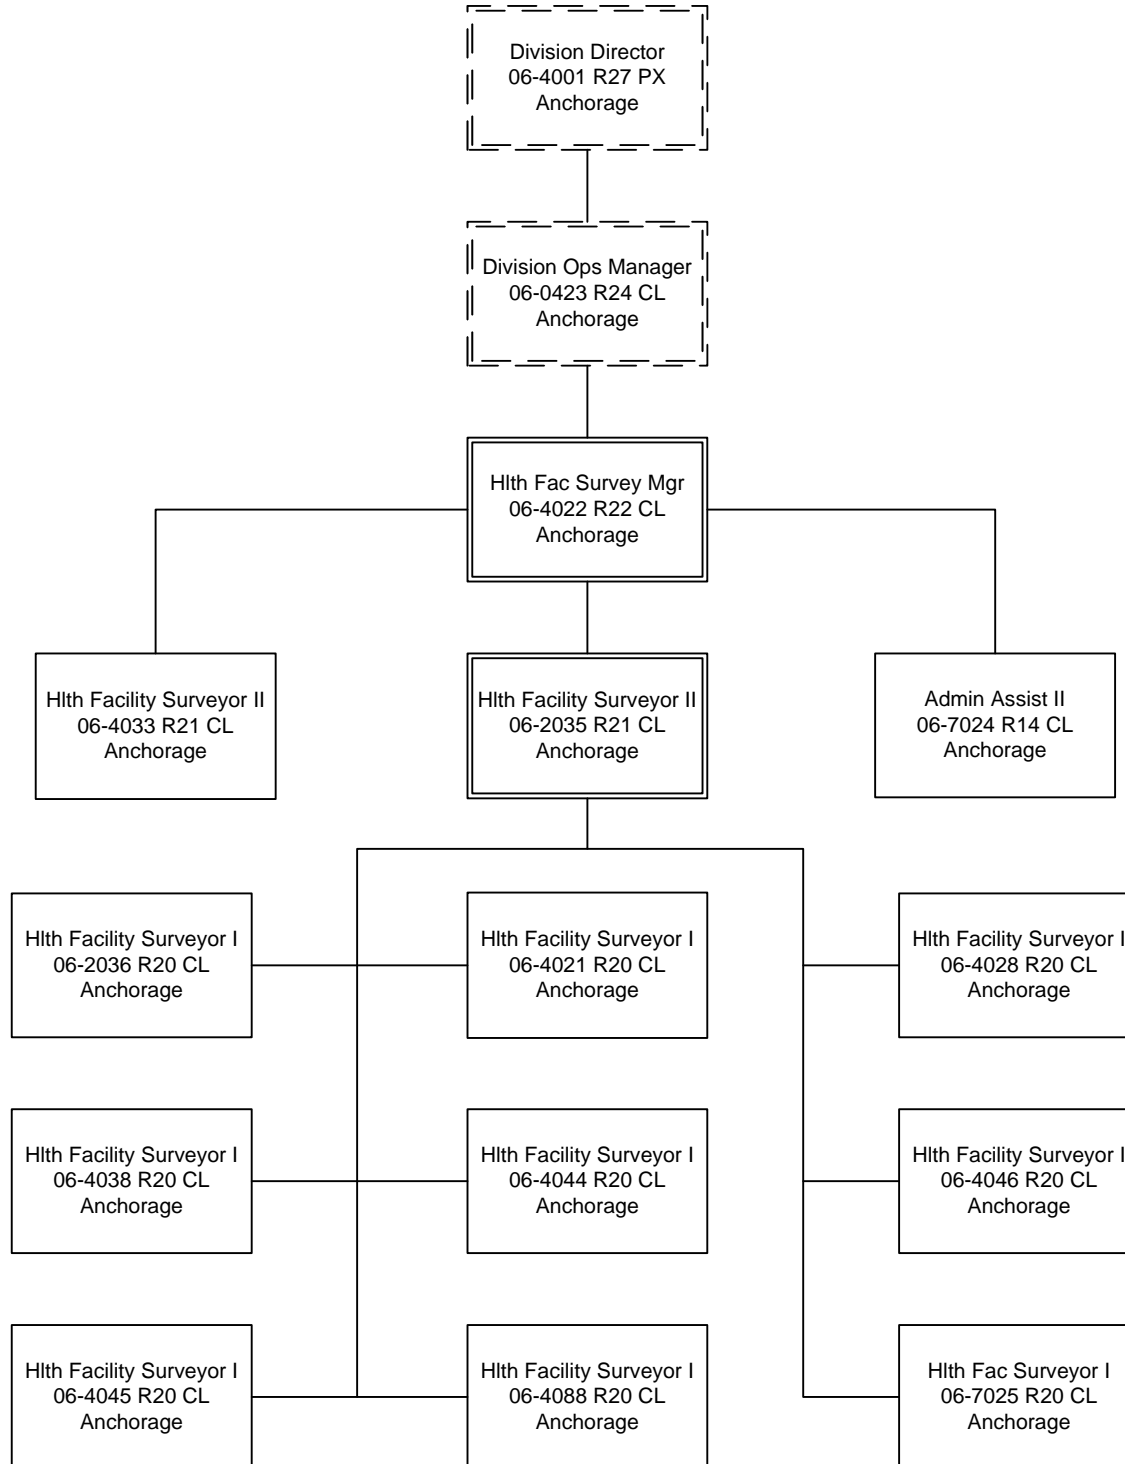 Division Director
06-4001 R27 PX
Anchorage
Division Ops Manager
06-0423 R24 CL
Anchorage
Hlth Fac Survey Mgr
06-4022 R22 CL
Anchorage
Hlth Facility Surveyor II
06-4033 R21 CL
Anchorage
Hlth Facility Surveyor II
06-2035 R21 CL
Anchorage
Admin Assist II
06-7024 R14 CL
Anchorage
Hlth Facility Surveyor I
06-2036 R20 CL
Anchorage
Hlth Facility Surveyor I
06-4021 R20 CL
Anchorage
Hlth Facility Surveyor I
06-4028 R20 CL
Anchorage
Hlth Facility Surveyor I
06-4038 R20 CL
Anchorage
Hlth Facility Surveyor I
06-4044 R20 CL
Anchorage
Hlth Facility Surveyor I
06-4046 R20 CL
Anchorage
Hlth Facility Surveyor I
06-4045 R20 CL
Anchorage
Hlth Facility Surveyor I
06-4088 R20 CL
Anchorage
Hlth Fac Surveyor I
06-7025 R20 CL
Anchorage